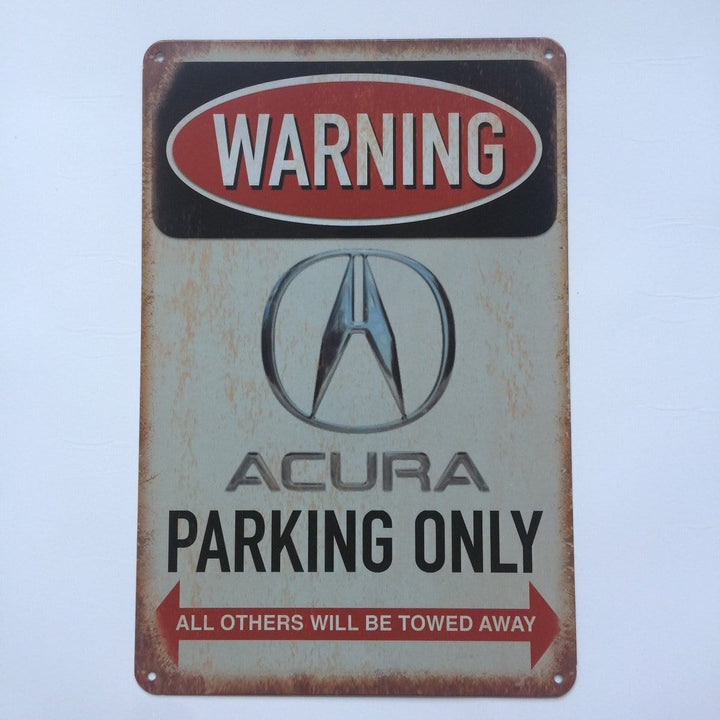 WARNING
ACURA
PARKING ONLY
ALL OTHERS WILL BE TOWED AWAY